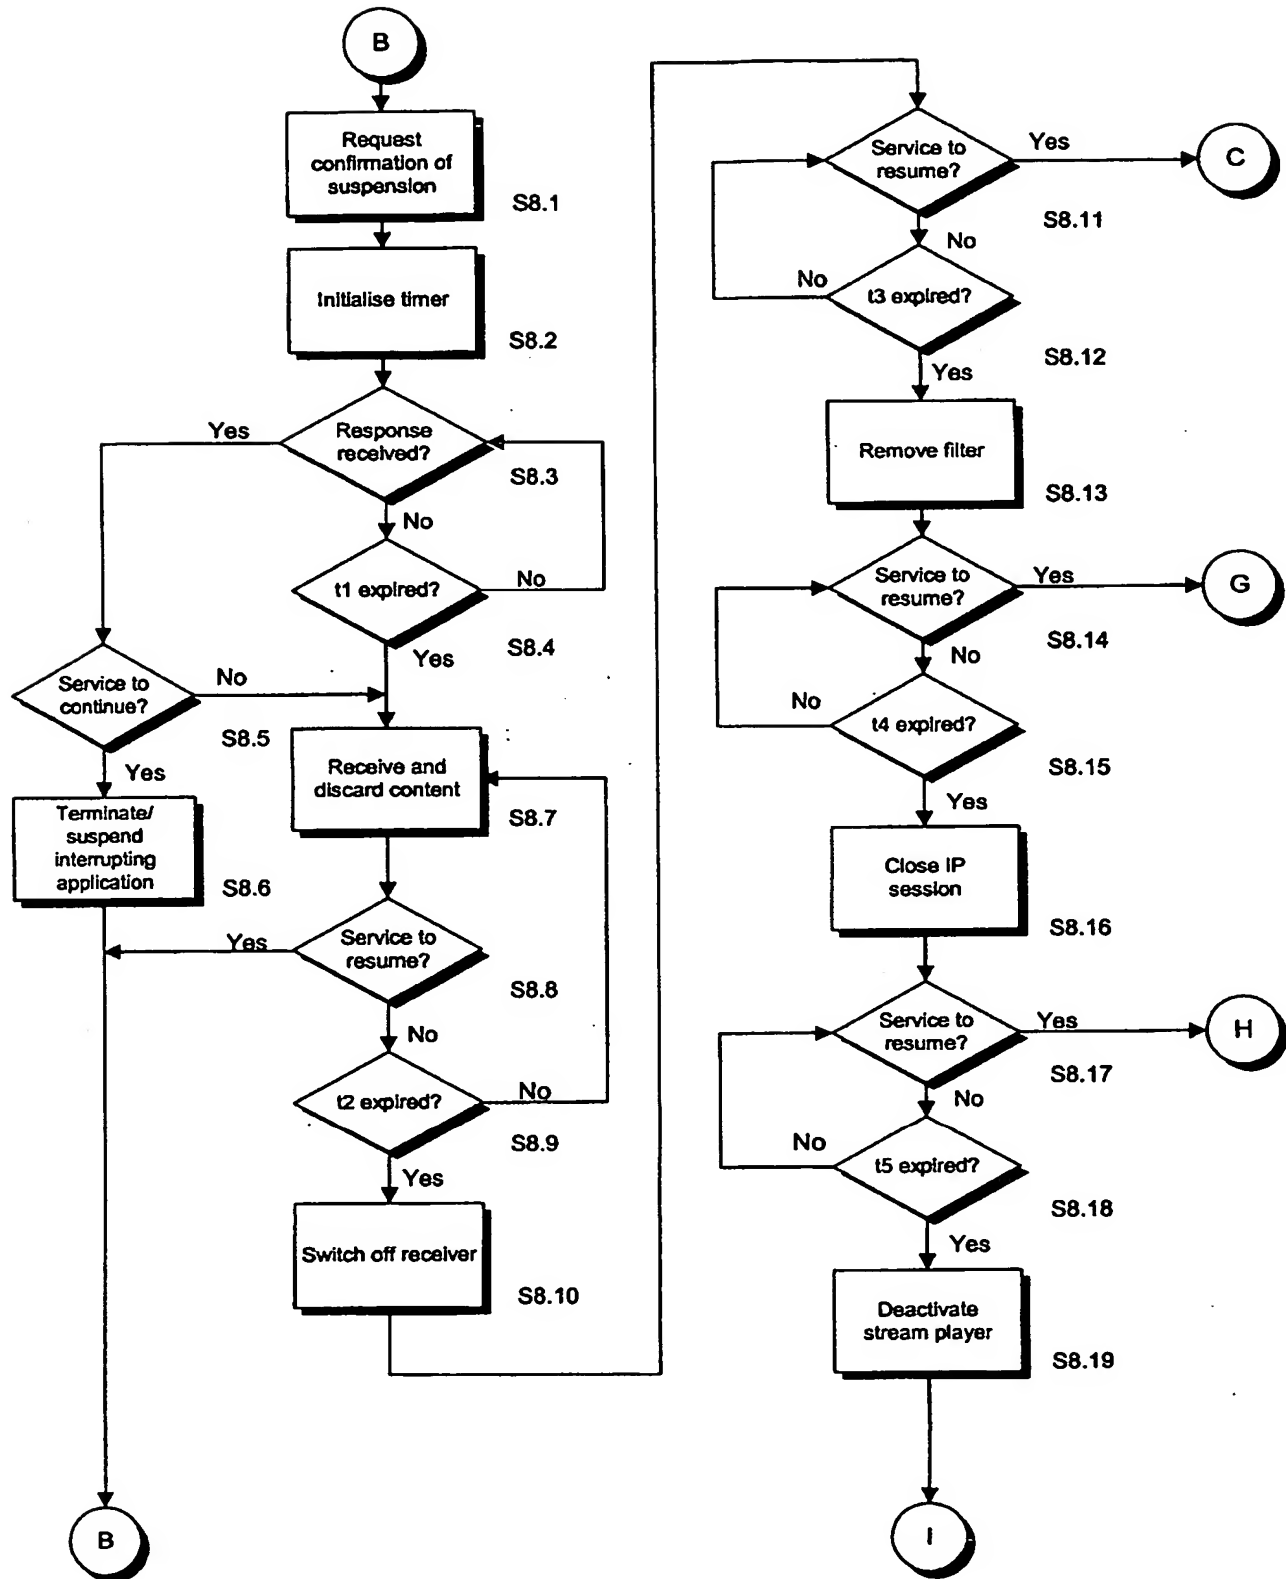 B
Request
confirmation of
suspension
S8.1
Initialise timer
S8.2
Response
received?
Yes
S8.3
No
t1 expired?
No
S8.4
Yes
Service to
continue?
No
S8.5
Yes
Terminate/
suspend
interrupting
application
S8.6
Receive and
discard content
S8.7
Service to
resume?
Yes
S8.8
No
t2 expired?
No
S8.9
Yes
Switch off receiver
S8.10
B
Service to
resume?
Yes
C
S8.11
No
t3 expired?
No
S8.12
Yes
Remove filter
S8.13
Service to
resume?
Yes
G
S8.14
No
t4 expired?
No
S8.15
Yes
Close IP
session
S8.16
Service to
resume?
Yes
H
S8.17
No
t5 expired?
No
S8.18
Yes
Deactivate
stream player
S8.19
I